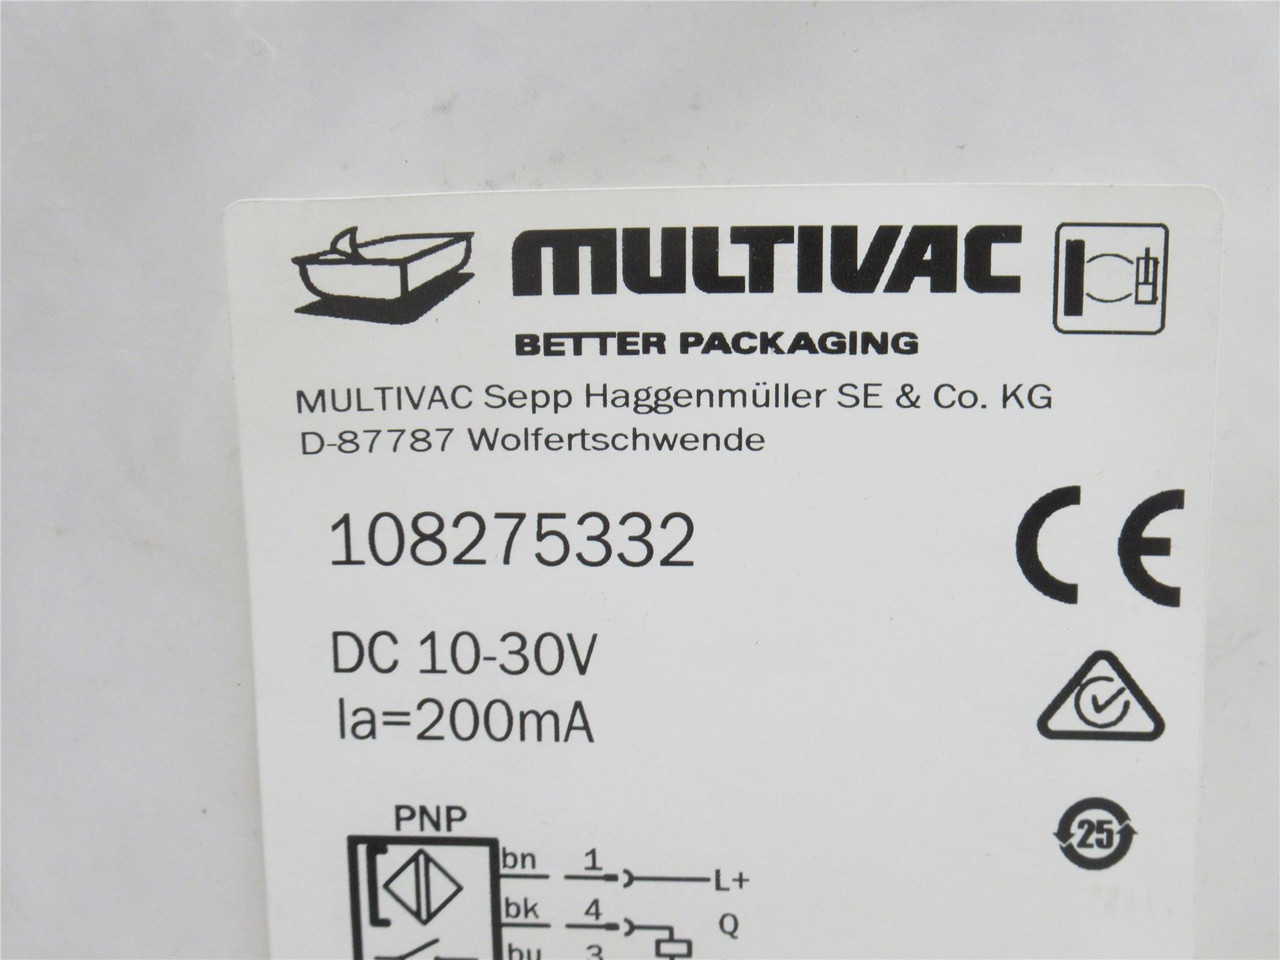 MULTIVAC
BETTER PACKAGING
MULTIVAC Sepp Haggenmüller SE & Co. KG
D-87787 Wolfertschwende
108275332
CE
DC 10-30V
Ia=200mA
PNP
25
bn 1 L+
bk 4 Q
bu 3